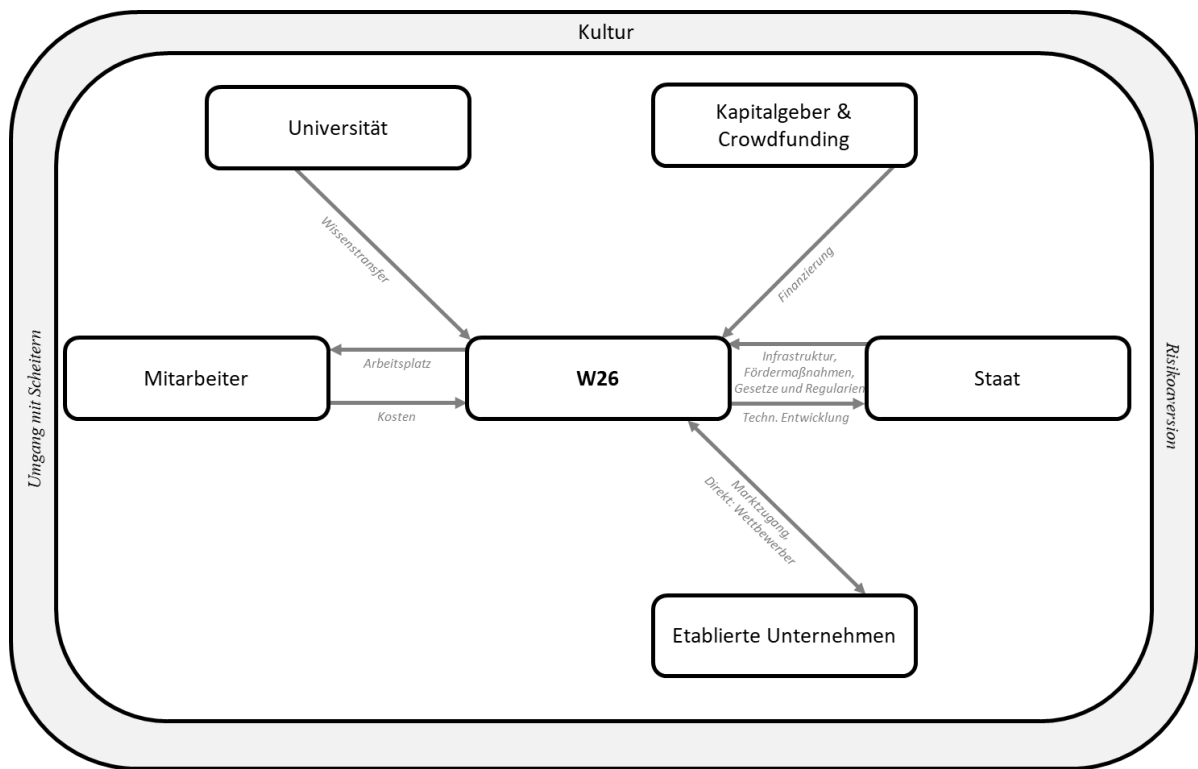 Kultur
Universität
Kapitalgeber &
Crowdfunding
Wissenstransfer
Finanzierung
Umgang mit Scheitern
Mitarbeiter
Arbeitsplatz
Kosten
W26
Infrastruktur,
Fördermaßnahmen,
Gesetze und Regularien
Techn. Entwicklung
Staat
Risikoaversion
Marktzugang,
Direkt: Wettbewerber
Etablierte Unternehmen